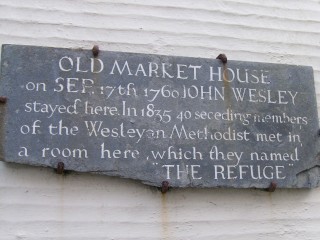 OLD MARKET HOUSE
on SEP. 17th 1760 JOHN WESLEY
stayed here. In 1835 40 seceding members
of the Wesleyan Methodist met in
a room here, which they named
"THE REFUGE"